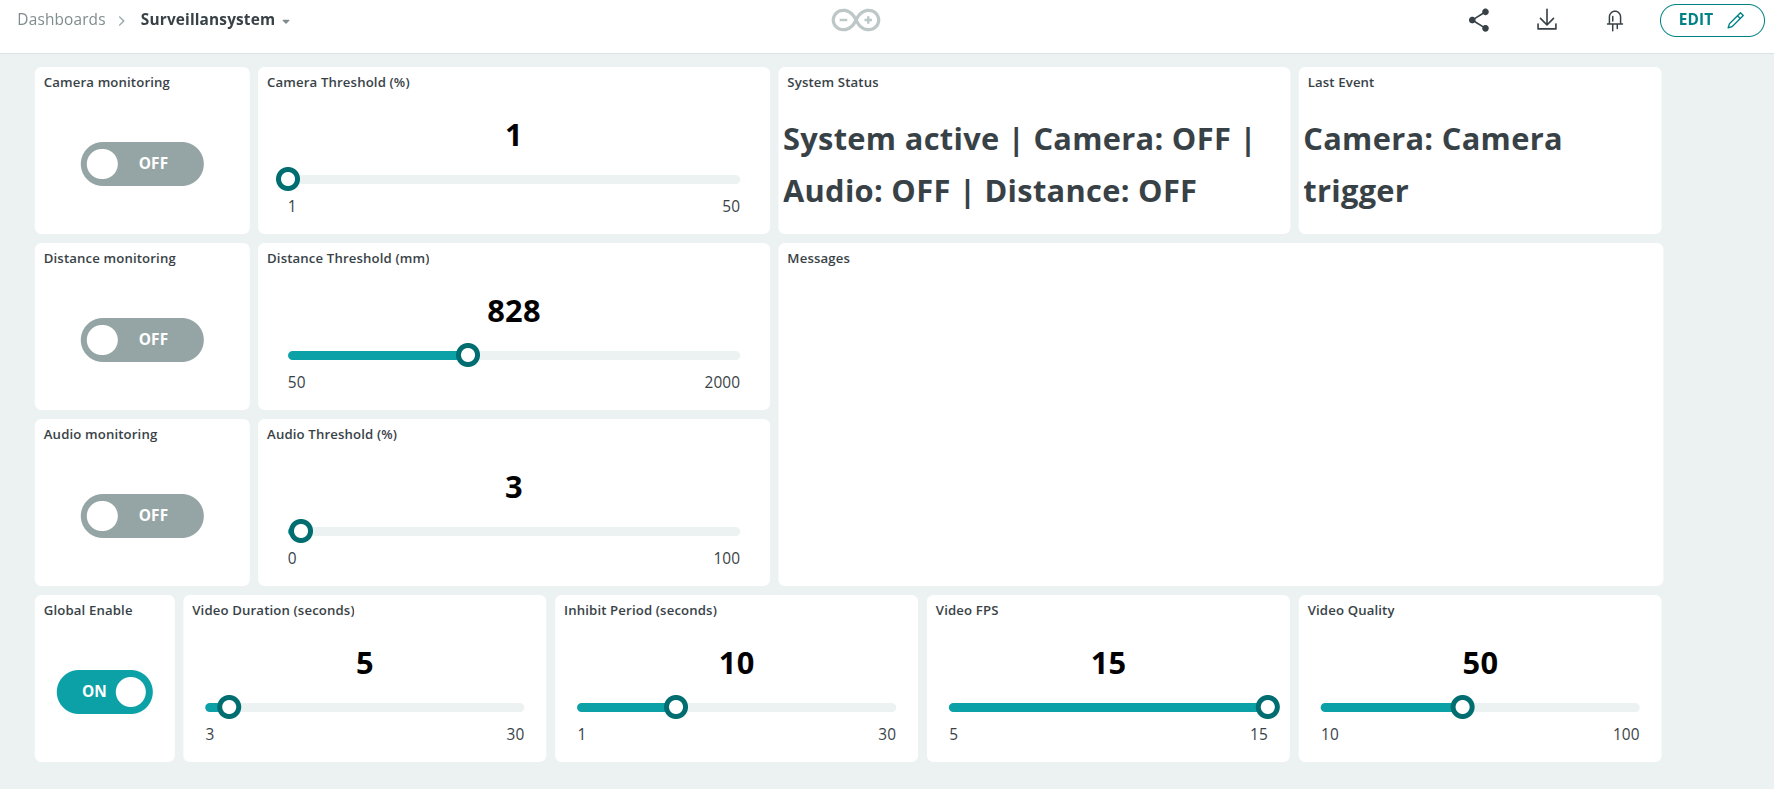 Dashboards > Surveillansystem
EDIT
Camera monitoring
OFF
Camera Threshold (%)
1
1 50
System Status
System active | Camera: OFF |
Audio: OFF | Distance: OFF
Last Event
Camera: Camera
trigger
Distance monitoring
OFF
Distance Threshold (mm)
828
50 2000
Messages
Audio monitoring
OFF
Audio Threshold (%)
3
0 100
Global Enable
ON
Video Duration (seconds)
5
3 30
Inhibit Period (seconds)
10
1 30
Video FPS
15
5 15
Video Quality
50
10 100